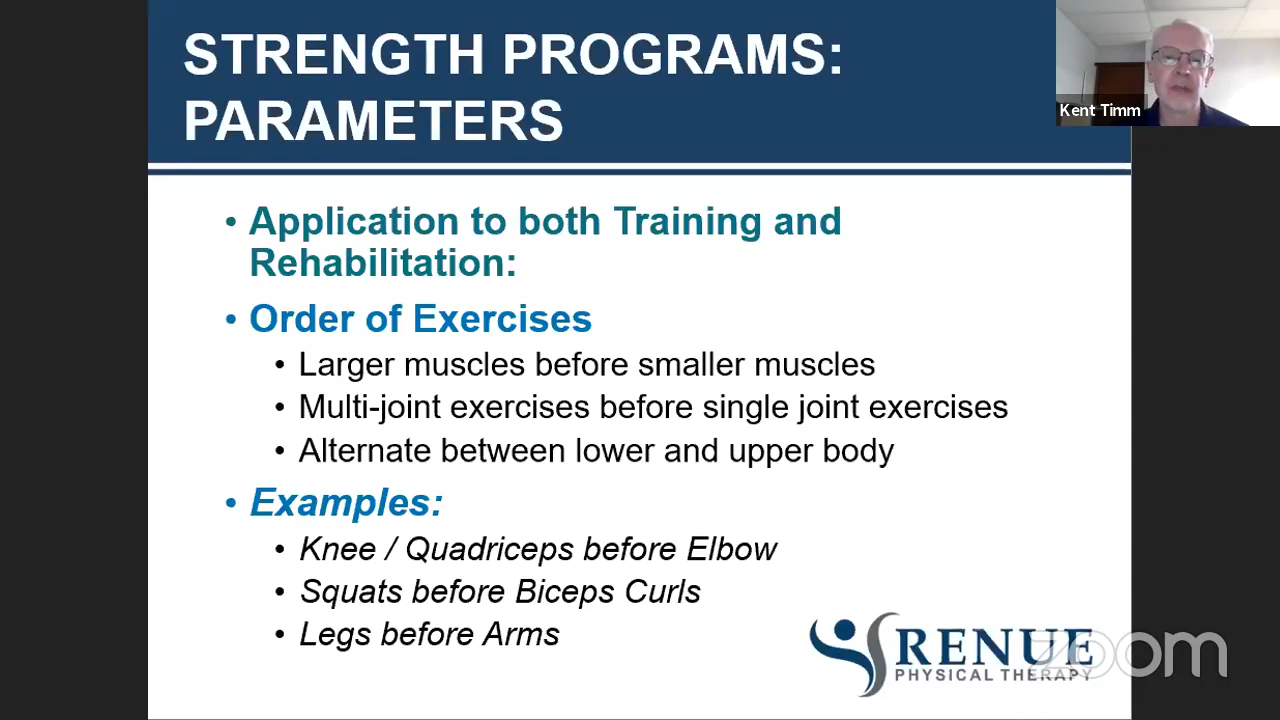 STRENGTH PROGRAMS:
PARAMETERS
Kent Timm
• Application to both Training and
Rehabilitation:
• Order of Exercises
• Larger muscles before smaller muscles
• Multi-joint exercises before single joint exercises
• Alternate between lower and upper body
• Examples:
• Knee / Quadriceps before Elbow
• Squats before Biceps Curls
• Legs before Arms
RENUE
PHYSICAL THERAPY
zoom